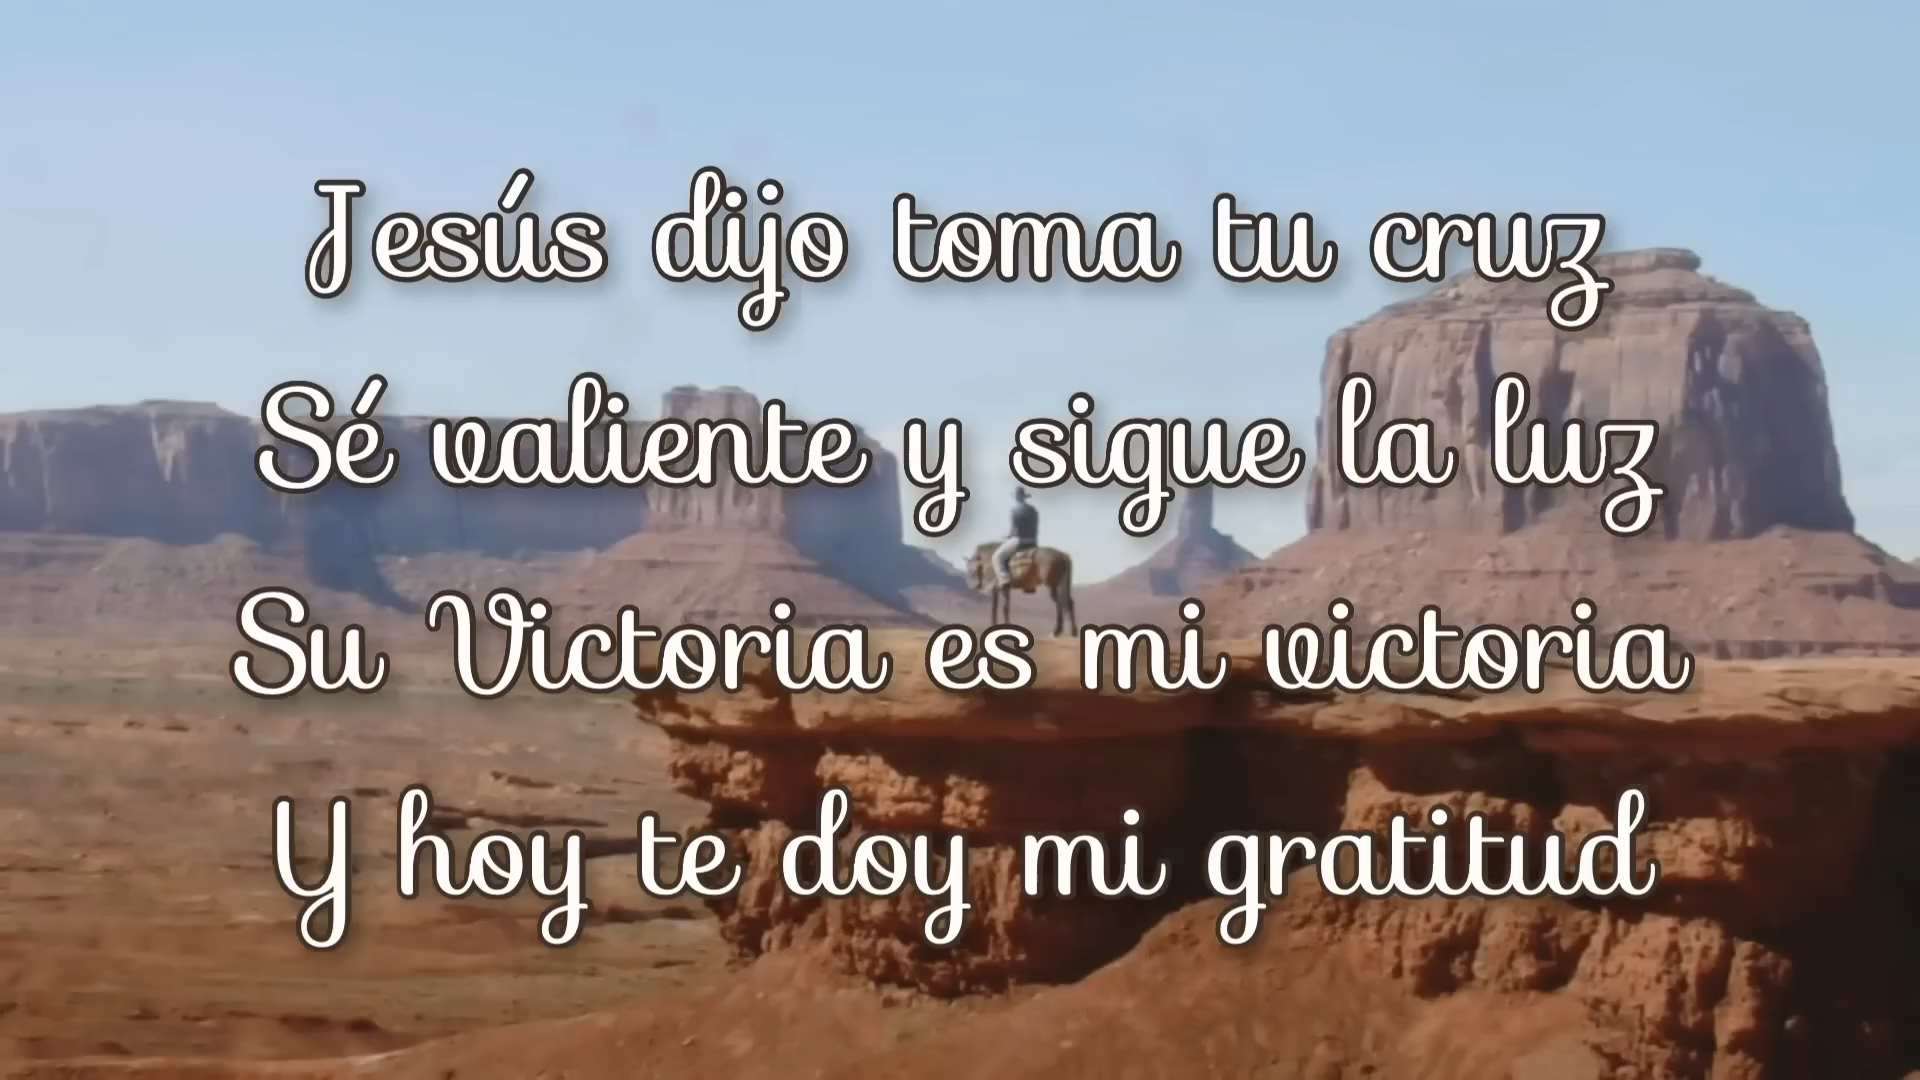 Jesús dijo toma tu cruz
Sé valiente y sigue la luz
Su Victoria es mi victoria
Y hoy te doy mi gratitud